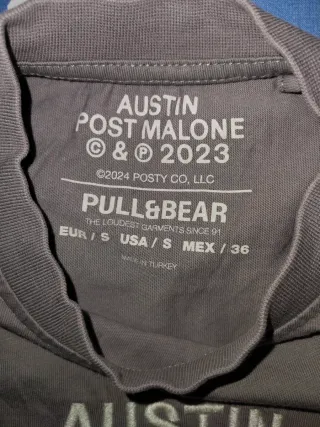 AUSTIN
POST MALONE
© & ℗ 2023
©2024 POSTY CO, LLC
PULL&BEAR
THE LOUDEST GARMENTS SINCE 91
EUR / S USA / S MEX / 36
MADE IN TURKEY
AUSTIN